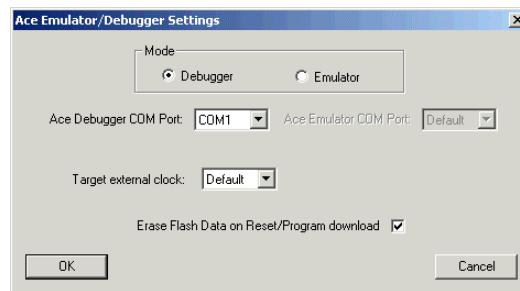 Ace Emulator/Debugger Settings
Mode
Debugger Emulator
Ace Debugger COM Port: COM1 Ace Emulator COM Port: Default
Target external clock: Default
Erase Flash Data on Reset/Program download
OK Cancel